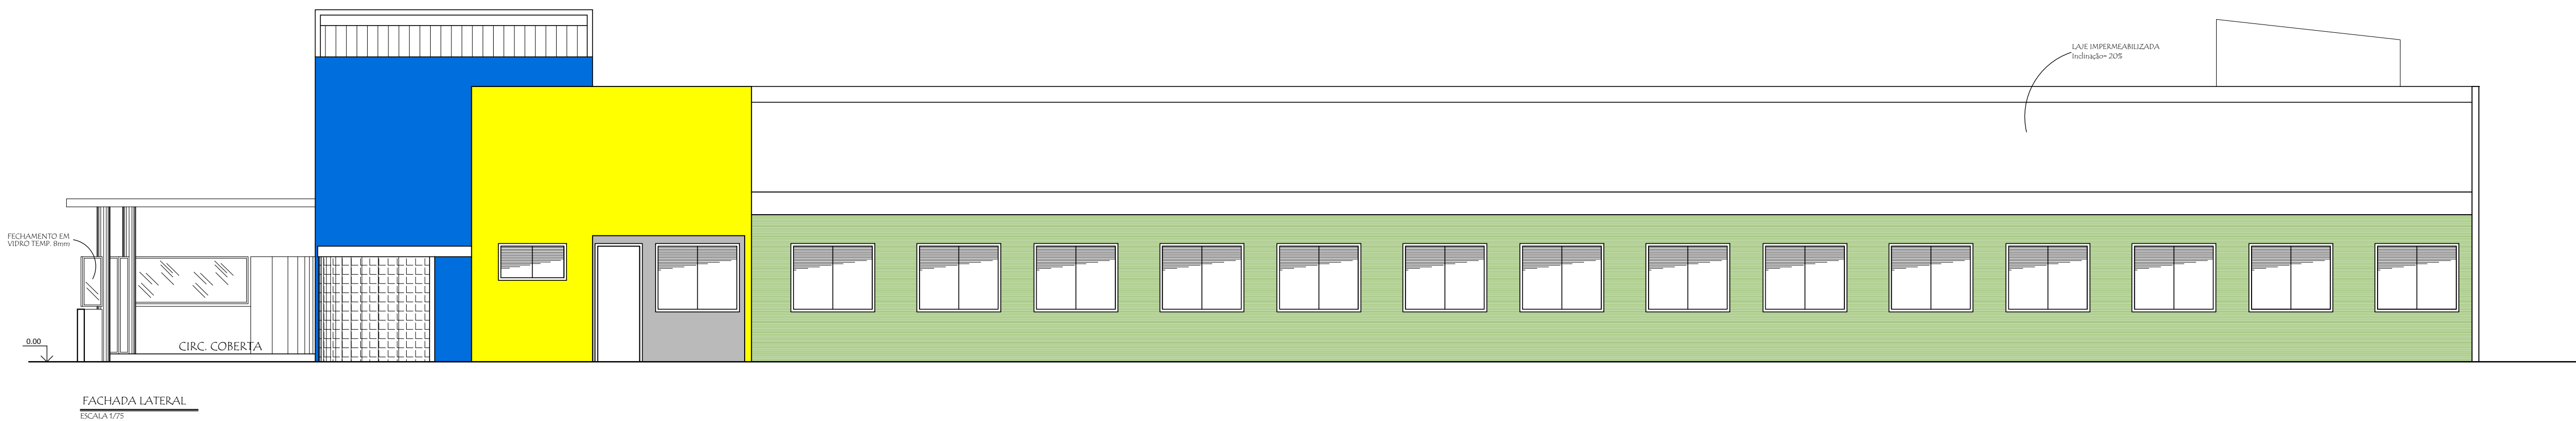 LAJE IMPERMEABILIZADA
Inclinação= 20%
FECHAMENTO EM
VIDRO TEMP. 8mm
0.00
CIRC. COBERTA
FACHADA LATERAL
ESCALA 1/75